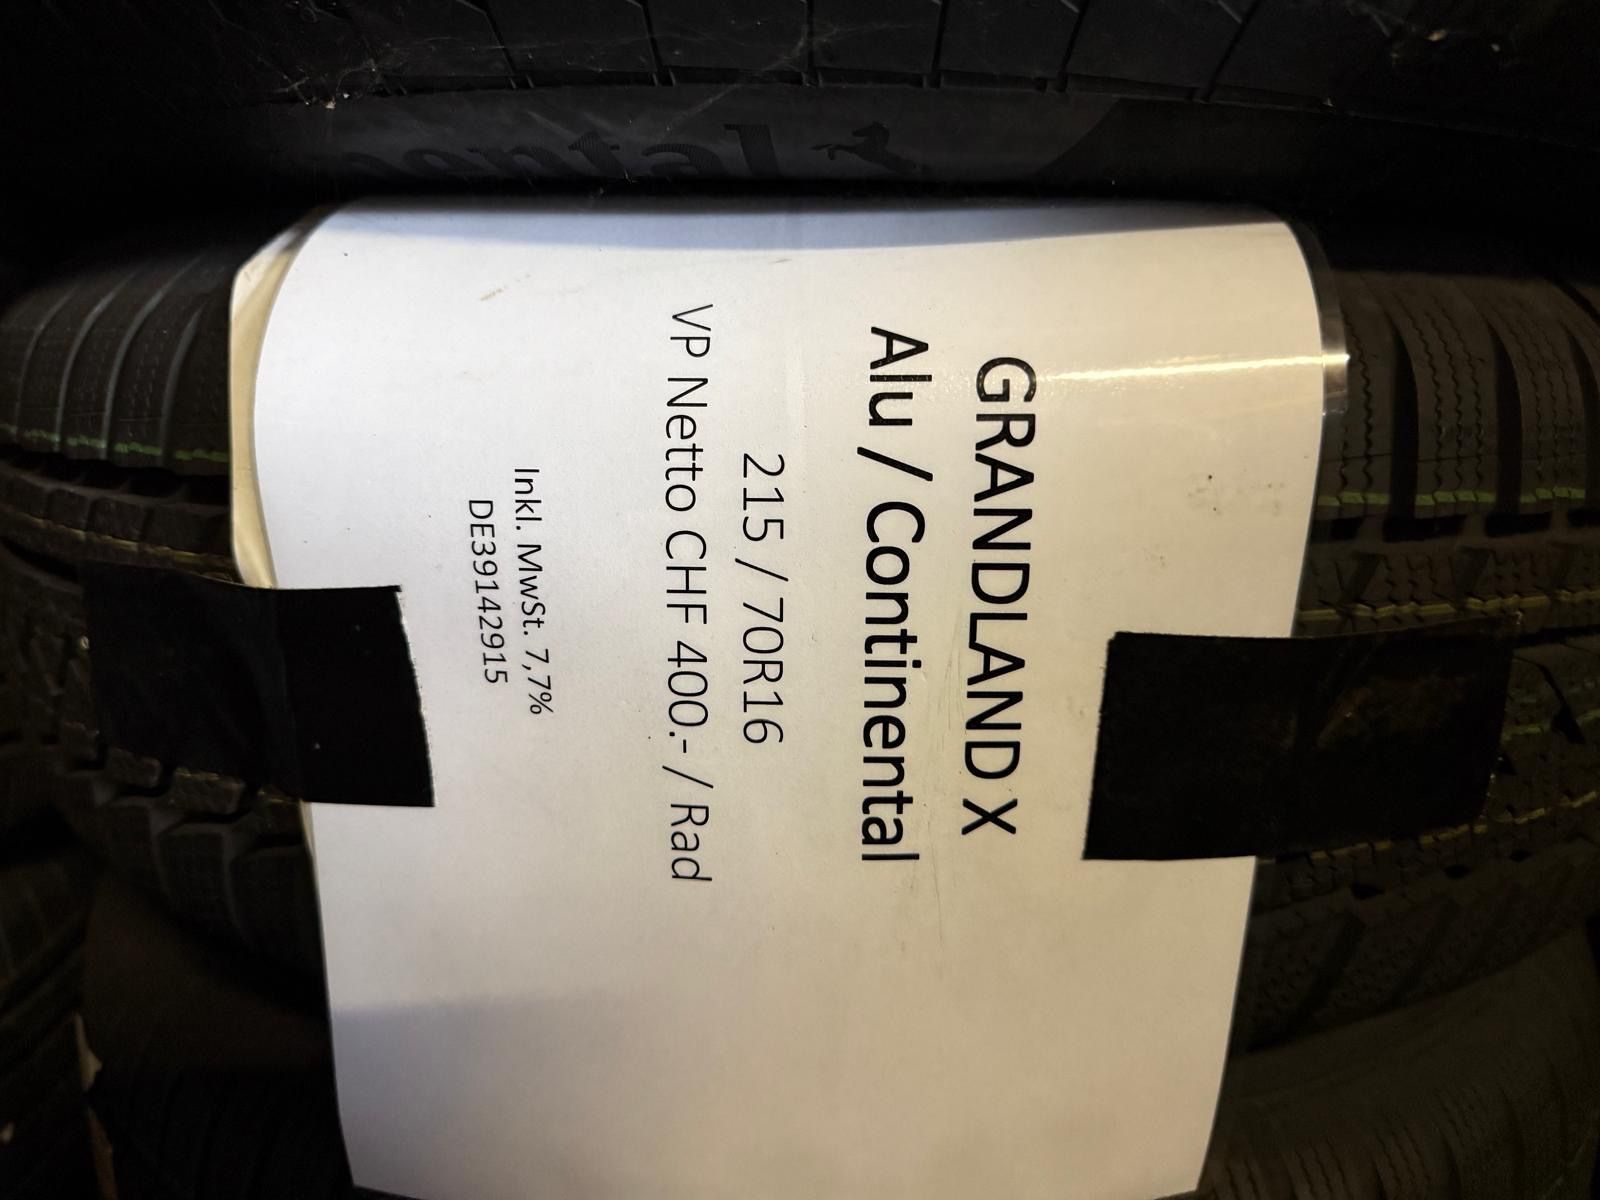 GRANDLAND X
Alu / Continental
215 / 70R16
VP Netto CHF 400.- / Rad
Inkl. MwSt. 7,7%
DE39142915